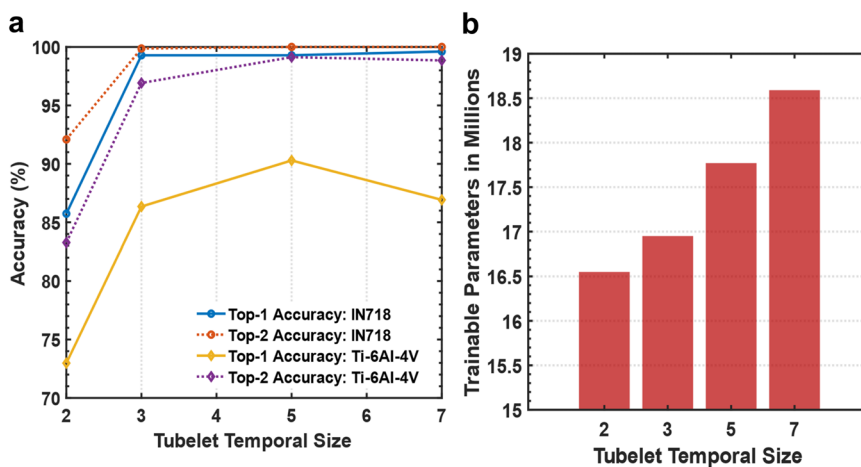 a
100
95
90
85
80
75
70
Accuracy (%)
Top-1 Accuracy: IN718
Top-2 Accuracy: IN718
Top-1 Accuracy: Ti-6Al-4V
Top-2 Accuracy: Ti-6Al-4V
2 3 4 5 6 7
Tubelet Temporal Size
b
19
18.5
18
17.5
17
16.5
16
15.5
15
Trainable Parameters in Millions
2 3 5 7
Tubelet Temporal Size